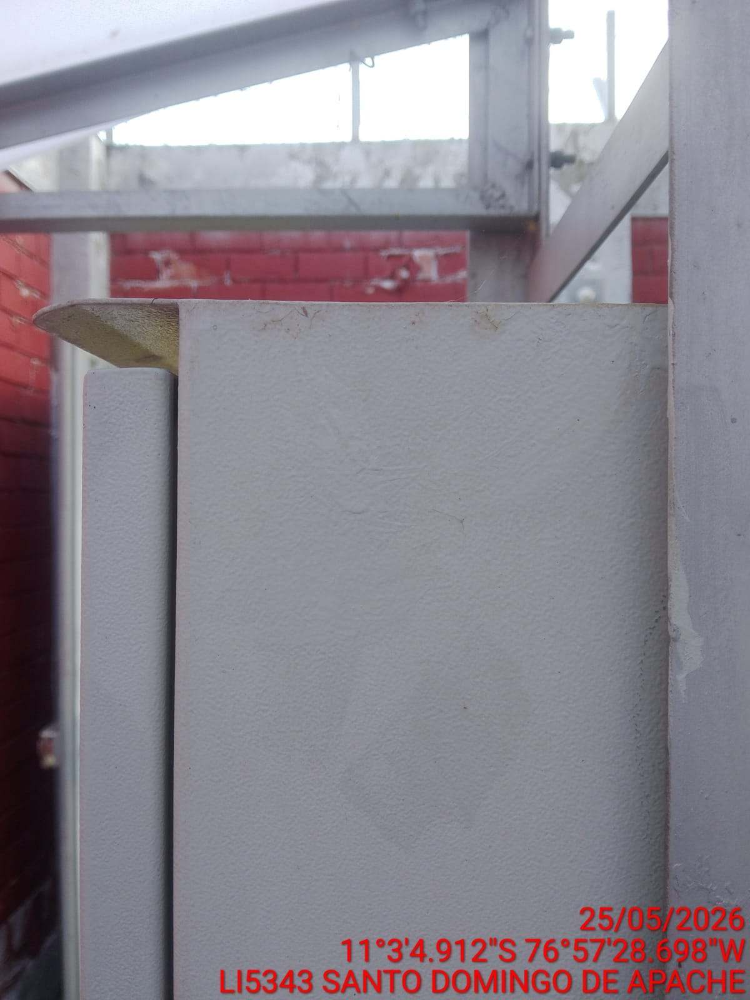 25/05/2026
11°3'4.912"S 76°57'28.698"W
LI5343 SANTO DOMINGO DE APACHE